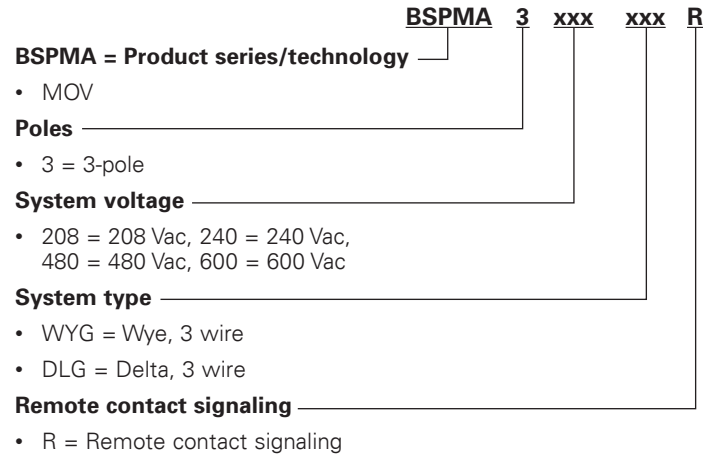 BSPMA 3 xxx xxx R
BSPMA = Product series/technology
• MOV
Poles
• 3 = 3-pole
System voltage
• 208 = 208 Vac, 240 = 240 Vac,
480 = 480 Vac, 600 = 600 Vac
System type
• WYG = Wye, 3 wire
• DLG = Delta, 3 wire
Remote contact signaling
• R = Remote contact signaling